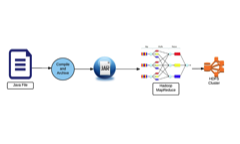 Java File
Compile
and
Archive
JAR
Hadoop
MapReduce
Cluster